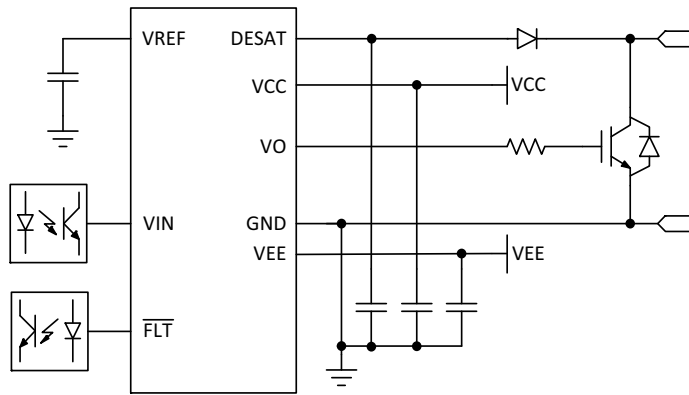 VREF DESAT
VCC VCC
VO
VIN GND
VEE VEE
FLT